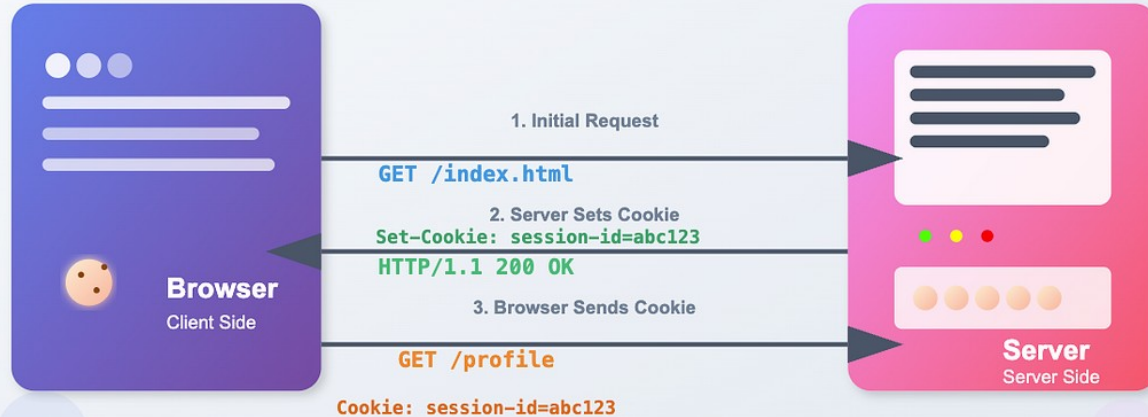 1. Initial Request
GET /index.html
2. Server Sets Cookie
Set-Cookie: session-id=abc123
HTTP/1.1 200 OK
Browser
Client Side
3. Browser Sends Cookie
GET /profile
Server
Server Side
Cookie: session-id=abc123